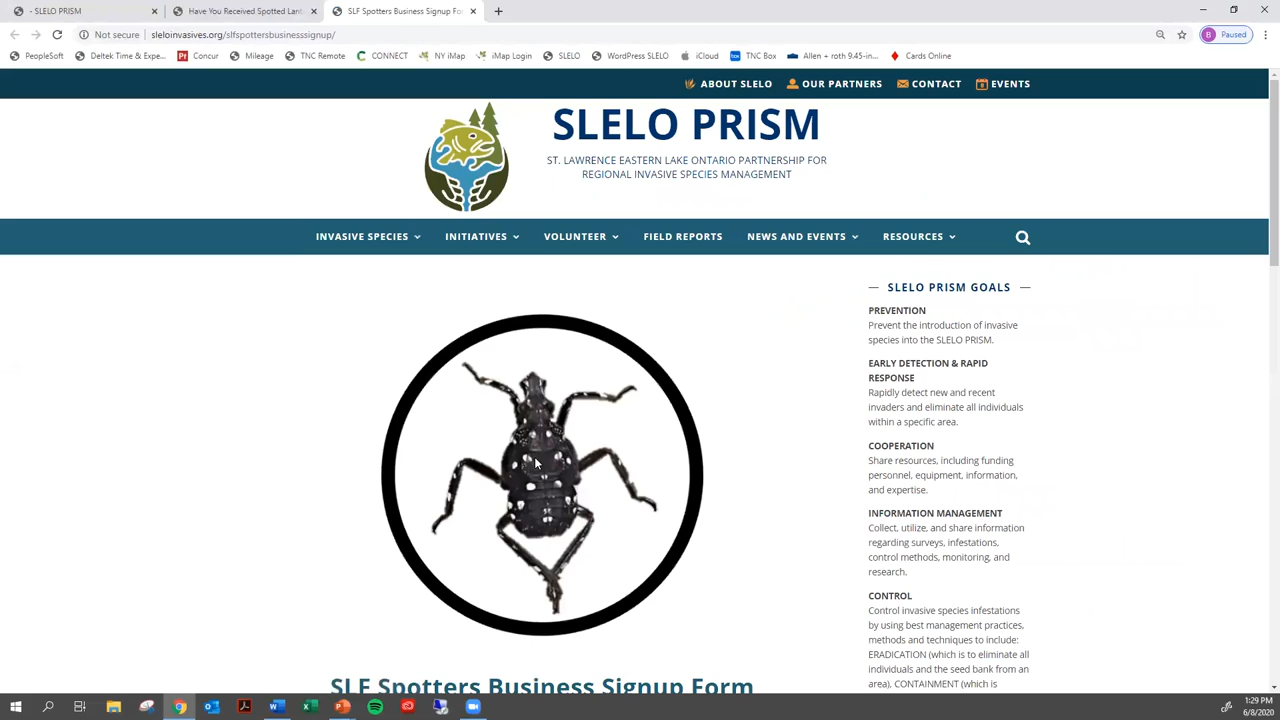 - SLELO PRISM
Have You Received Spotted Lan
SLF Spotters Business Signup Fo
Not secure | sleloinvasives.org/slfspottersbusinesssignup/
B Paused
PeopleSoft
Deltek Time & Expe...
Concur
Mileage
TNC Remote
CONNECT
NY iMap
iMap Login
SLELO
WordPress SLELO
iCloud
TNC Box
Allen + roth 9.45-in...
Cards Online
ABOUT SLELO
OUR PARTNERS
CONTACT
EVENTS
SLELO PRISM
ST. LAWRENCE EASTERN LAKE ONTARIO PARTNERSHIP FOR
REGIONAL INVASIVE SPECIES MANAGEMENT
INVASIVE SPECIES
INITIATIVES
VOLUNTEER
FIELD REPORTS
NEWS AND EVENTS
RESOURCES
SLELO PRISM GOALS
PREVENTION
Prevent the introduction of invasive
species into the SLELO PRISM.
EARLY DETECTION & RAPID
RESPONSE
Rapidly detect new and recent
invaders and eliminate all individuals
within a specific area.
COOPERATION
Share resources, including funding
personnel, equipment, information,
and expertise.
INFORMATION MANAGEMENT
Collect, utilize, and share information
regarding surveys, infestations,
control methods, monitoring, and
research.
CONTROL
Control invasive species infestations
by using best management practices,
methods and techniques to include:
ERADICATION (which is to eliminate all
individuals and the seed bank from an
area), CONTAINMENT (which is
SLF Spotters Business Signup Form
1:29 PM
6/8/2020